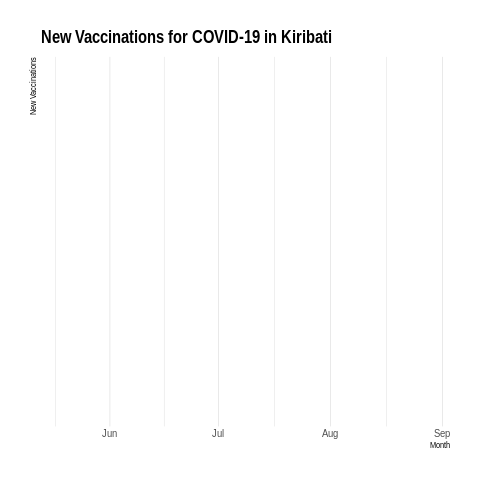 New Vaccinations for COVID-19 in Kiribati
New Vaccinations
Jun Jul Aug Sep
Month